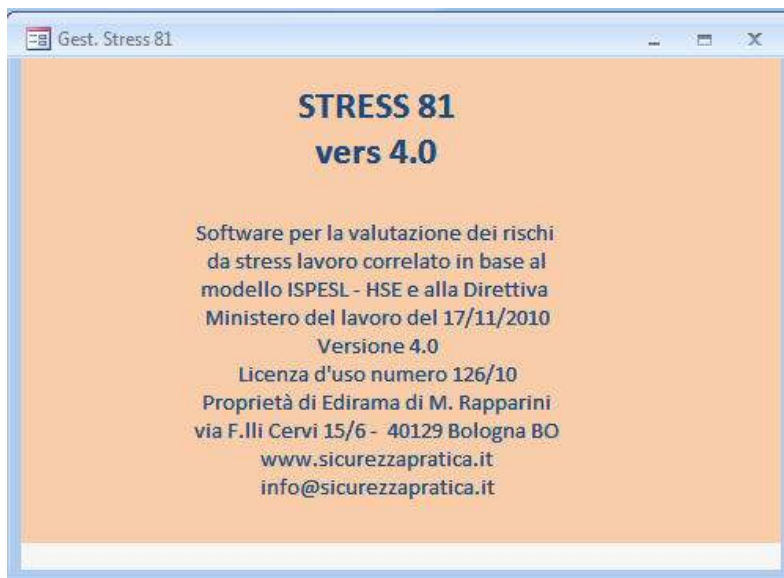 Gest. Stress 81
STRESS 81
vers 4.0
Software per la valutazione dei rischi
da stress lavoro correlato in base al
modello ISPESL - HSE e alla Direttiva
Ministero del lavoro del 17/11/2010
Versione 4.0
Licenza d'uso numero 126/10
Proprietà di Edirama di M. Rapparini
via F.lli Cervi 15/6 - 40129 Bologna BO
www.sicurezzapratica.it
info@sicurezzapratica.it